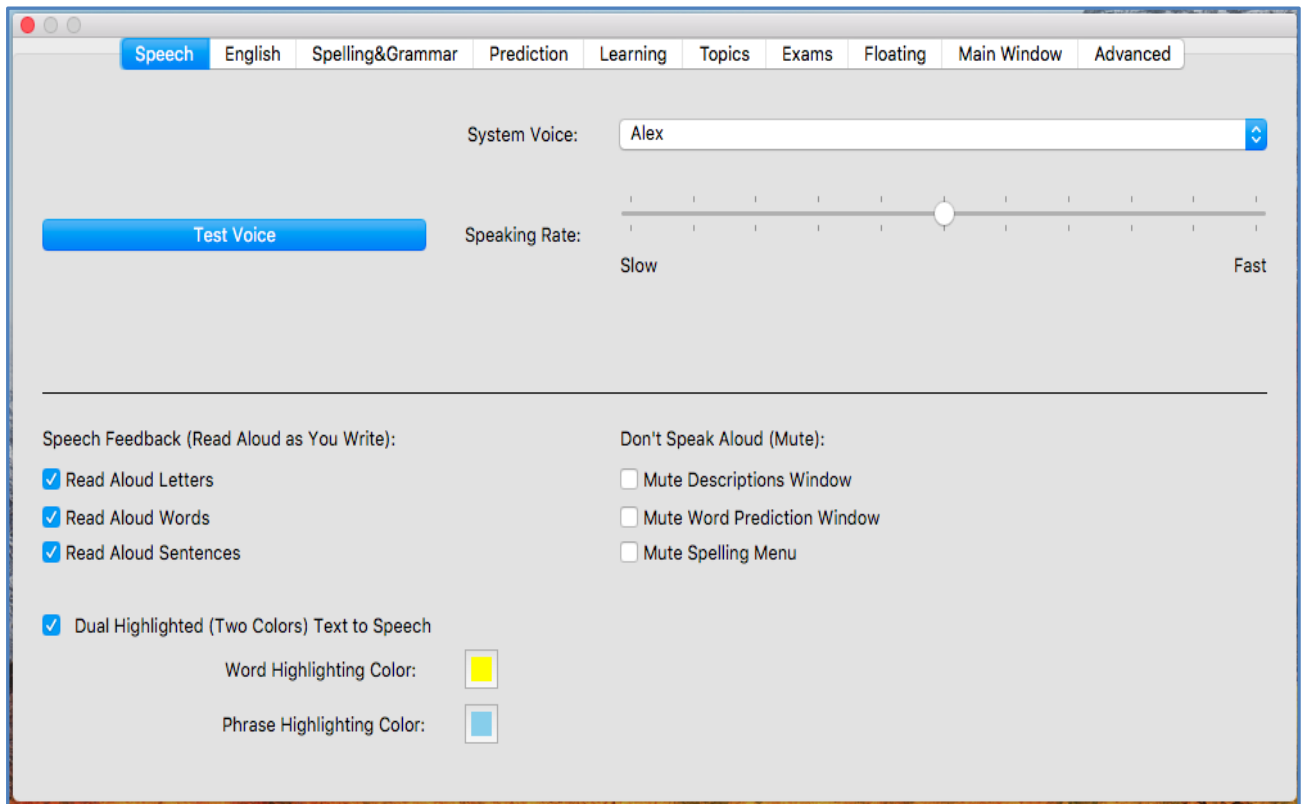 Speech English Spelling&Grammar Prediction Learning Topics Exams Floating Main Window Advanced
System Voice: Alex
Test Voice Speaking Rate:
Slow Fast
Speech Feedback (Read Aloud as You Write): Don't Speak Aloud (Mute):
Read Aloud Letters Mute Descriptions Window
Read Aloud Words Mute Word Prediction Window
Read Aloud Sentences Mute Spelling Menu
Dual Highlighted (Two Colors) Text to Speech
Word Highlighting Color:
Phrase Highlighting Color: